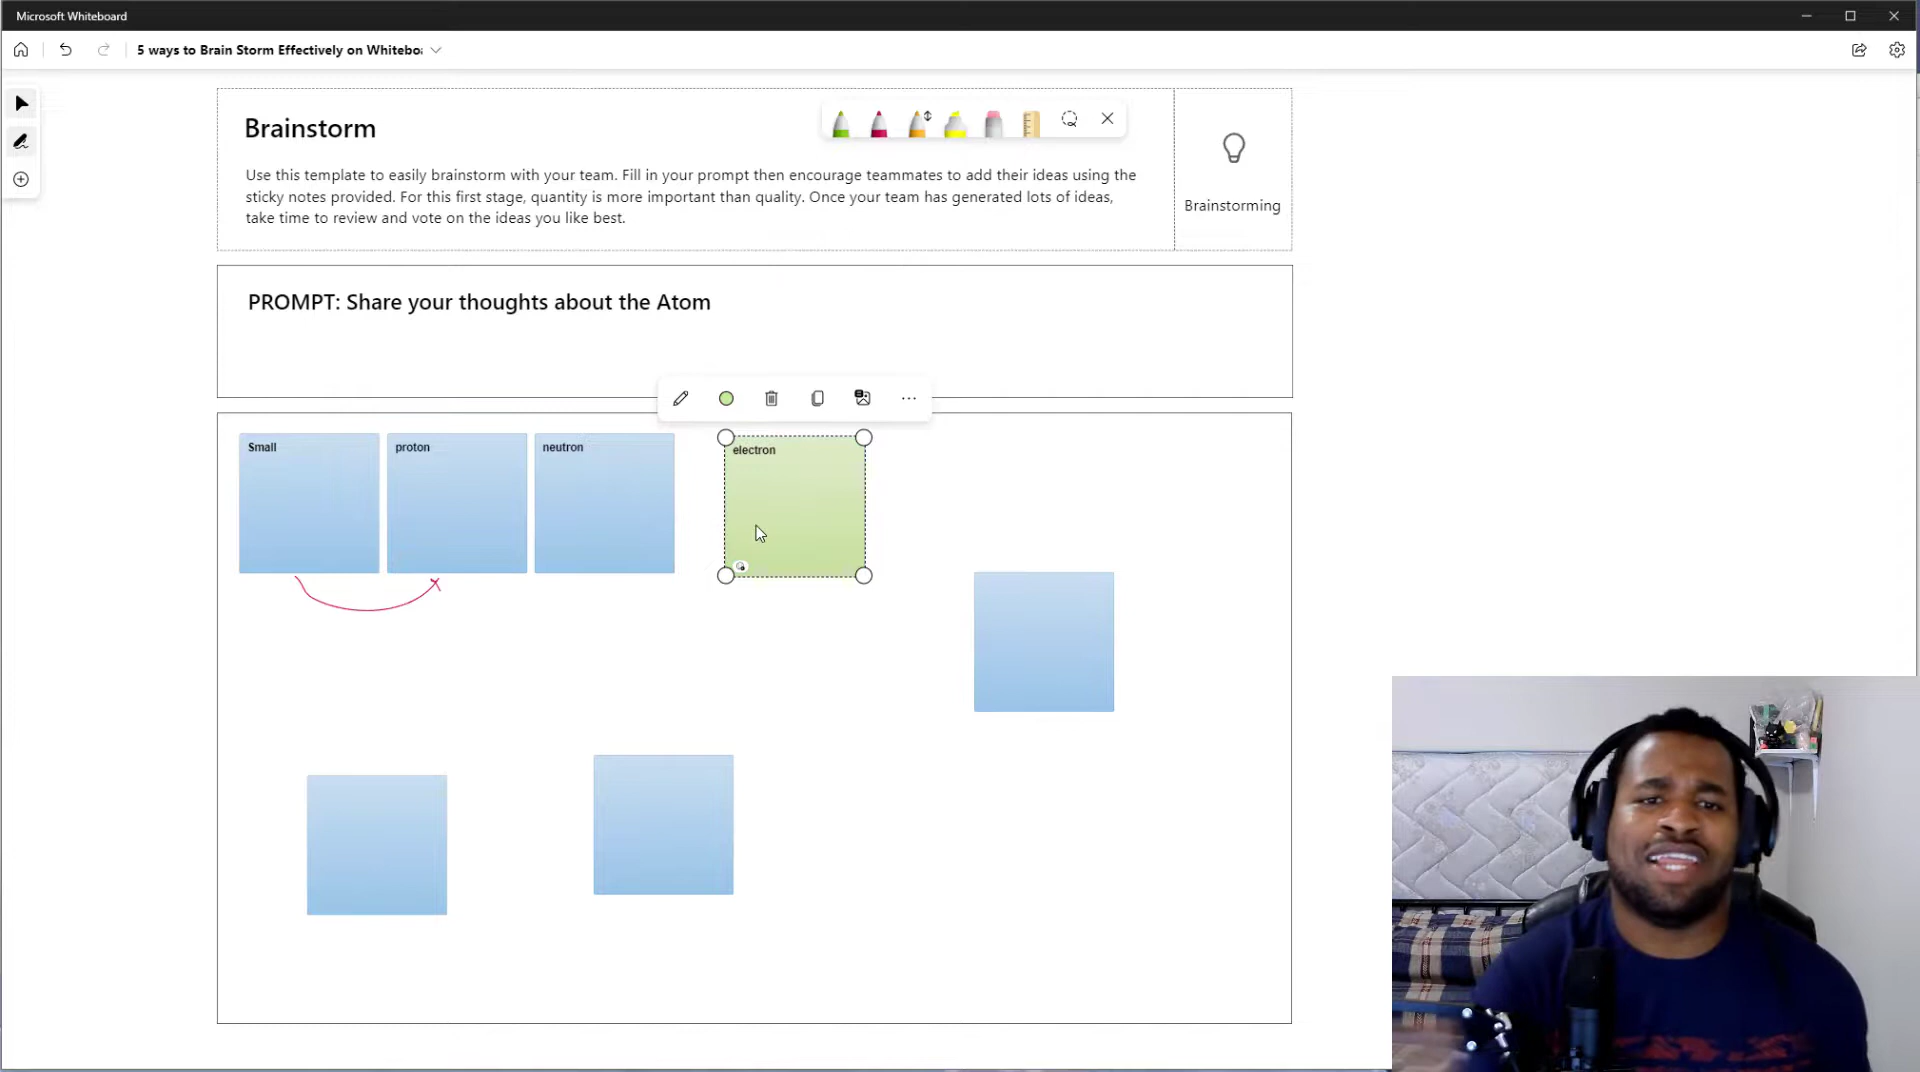 Microsoft Whiteboard
5 ways to Brain Storm Effectively on Whitebo
Brainstorm
Use this template to easily brainstorm with your team. Fill in your prompt then encourage teammates to add their ideas using the
sticky notes provided. For this first stage, quantity is more important than quality. Once your team has generated lots of ideas,
take time to review and vote on the ideas you like best.
Brainstorming
PROMPT: Share your thoughts about the Atom
Small
proton
neutron
electron